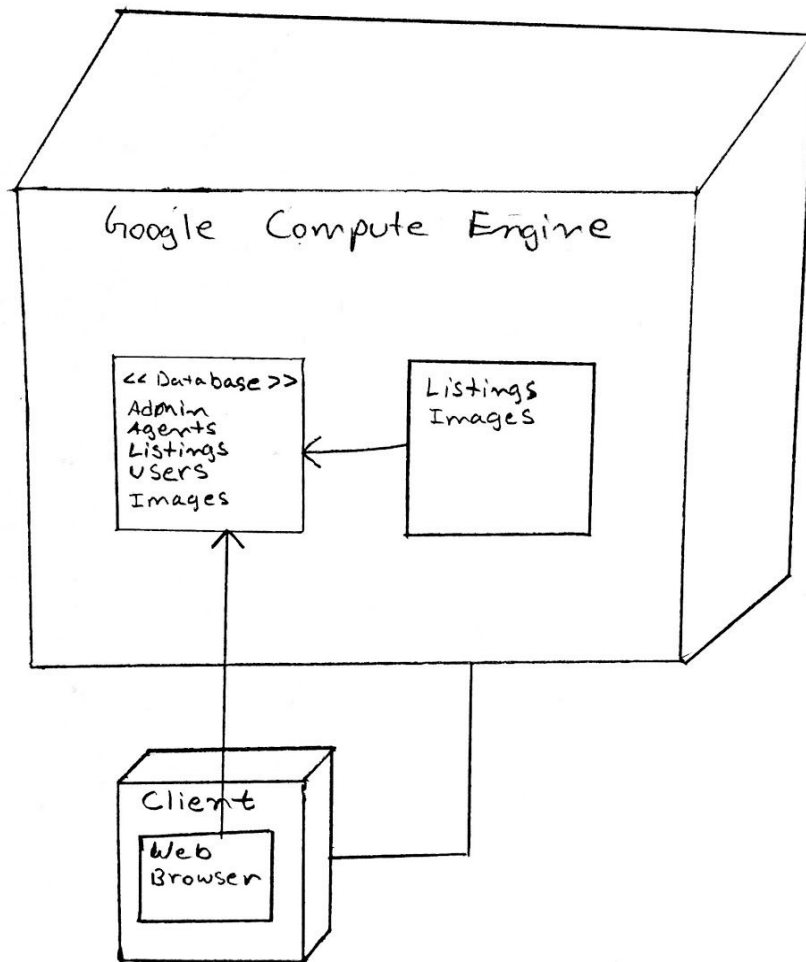 Google Compute Engine
<< Database >>
Admin
Agents
Listings
Users
Images
Listings
Images
Client
Web
Browser